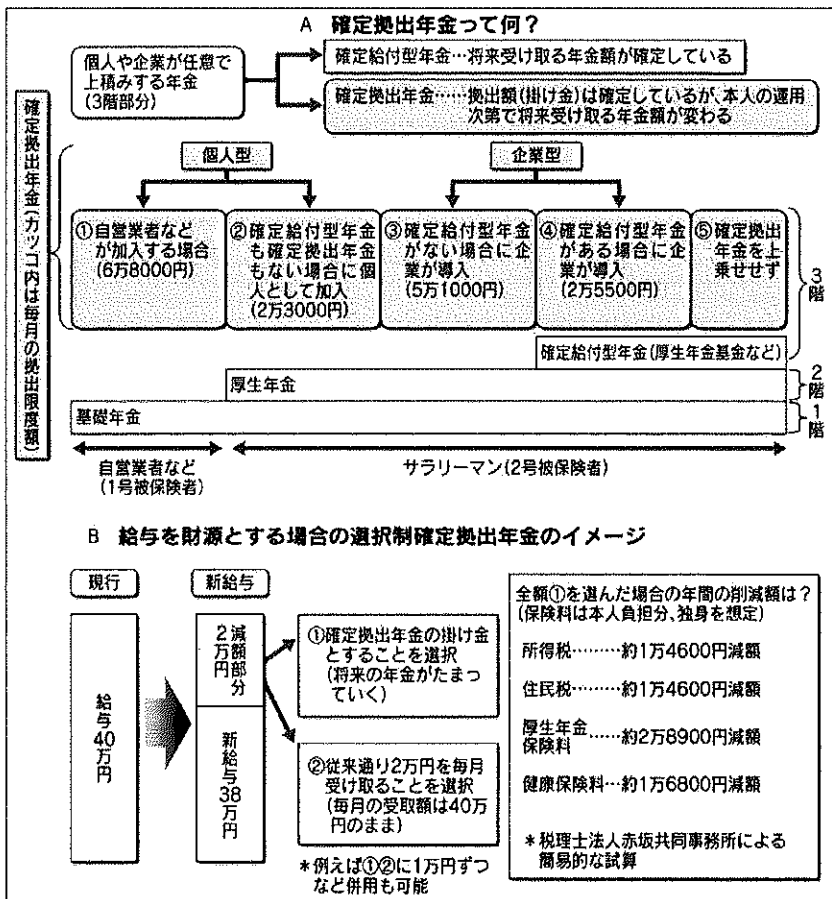 A 確定拠出年金って何？
個人や企業が任意で
上積みする年金
(3階部分)
確定給付型年金…将来受け取る年金額が確定している
確定拠出年金……拠出額(掛け金)は確定しているが、本人の運用
次第で将来受け取る年金額が変わる
確定拠出年金(カッコ内は毎月の拠出限度額)
個人型
企業型
①自営業者など
が加入する場合
(6万8000円)
②確定給付型年金
も確定拠出年金
もない場合に個
人として加入
(2万3000円)
③確定給付型年金
がない場合に企
業が導入
(5万1000円)
④確定給付型年金
がある場合に企
業が導入
(2万5500円)
⑤確定拠出
年金を上
乗せせず
3階
確定給付型年金(厚生年金基金など)
厚生年金
2階
基礎年金
1階
自営業者など
(1号被保険者)
サラリーマン(2号被保険者)
B 給与を財源とする場合の選択制確定拠出年金のイメージ
現行
給与40万円
新給与
減額部分
2万円
新給与38万円
①確定拠出年金の掛け金
とすることを選択
(将来の年金がたまっ
ていく)
②従来通り2万円を毎月
受け取ることを選択
(毎月の受取額は40万
円のまま)
＊例えば①②に1万円ずつ
など併用も可能
全額①を選んだ場合の年間の削減額は？
(保険料は本人負担分、独身を想定)
所得税………約1万4600円減額
住民税………約1万4600円減額
厚生年金
保険料……約2万8900円減額
健康保険料…約1万6800円減額
＊税理士法人赤坂共同事務所による
簡易的な試算